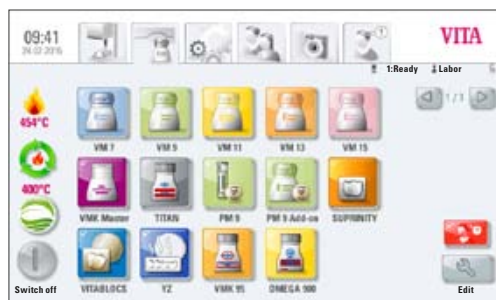 09:41
24.02.2015
VITA
1:Ready Labor
1/3
454°C
VM 7 VM 9 VM 11 VM 13 VM 15
400°C
VMK Master TITAN PM 9 PM 9 Add-on SUPRINITY
Switch off VITABLOCS YZ VMK 95 OMEGA 900 Edit